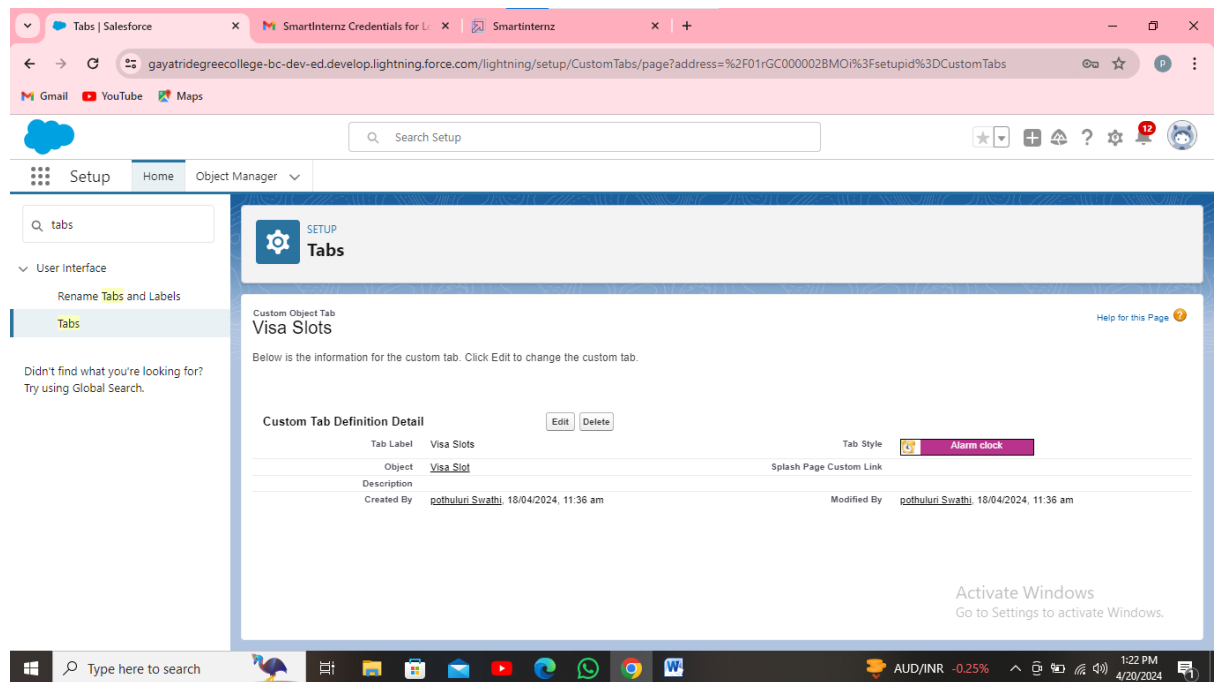 Tabs | Salesforce
SmartInternz Credentials for Lo
Smartinternz
gayatridegreecollege-bc-dev-ed.develop.lightning.force.com/lightning/setup/CustomTabs/page?address=%2F01rGC000002BMOi%3Fsetupid%3DCustomTabs
P
Gmail YouTube Maps
Search Setup
12
Setup Home Object Manager
tabs
User Interface
Rename Tabs and Labels
Tabs
Didn't find what you're looking for?
Try using Global Search.
SETUP
Tabs
Custom Object Tab
Visa Slots
Help for this Page
Below is the information for the custom tab. Click Edit to change the custom tab.
Custom Tab Definition Detail Edit Delete
Tab Label Visa Slots Tab Style Alarm clock
Object Visa Slot Splash Page Custom Link
Description
Created By pothuluri Swathi, 18/04/2024, 11:36 am Modified By pothuluri Swathi, 18/04/2024, 11:36 am
Activate Windows
Go to Settings to activate Windows.
Type here to search
AUD/INR -0.25%
1:22 PM
4/20/2024